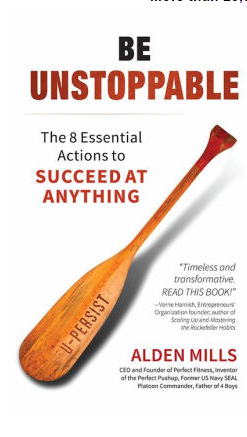 BE
UNSTOPPABLE
The 8 Essential
Actions to
SUCCEED AT
ANYTHING
U-PERSIST
"Timeless and
transformative.
READ THIS BOOK!"
—Verne Harnish, Entrepreneurs'
Organization founder, author of
Scaling Up and Mastering
the Rockefeller Habits
ALDEN MILLS
CEO and Founder of Perfect Fitness, Inventor
of the Perfect Pushup, Former US Navy SEAL
Platoon Commander, Father of 4 Boys